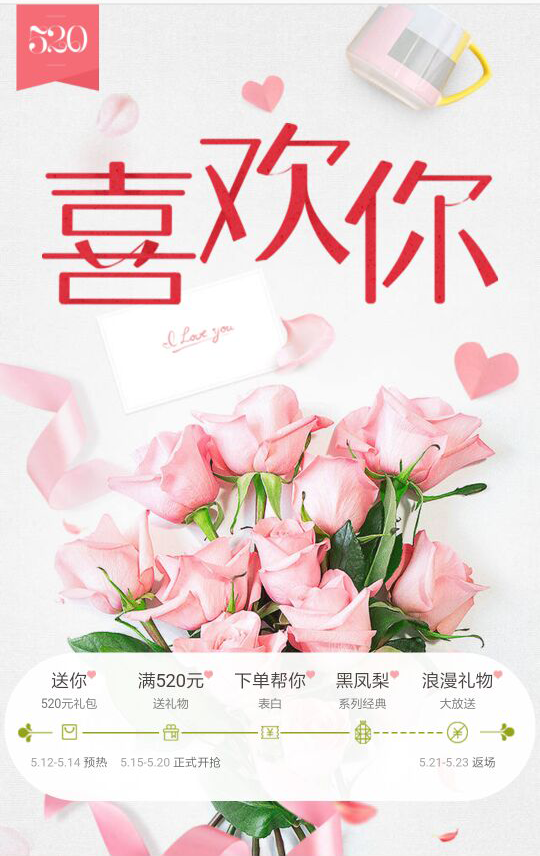 520
喜欢你
I Love you
送你 满520元 下单帮你 黑凤梨 浪漫礼物
520元礼包 送礼物 表白 系列经典 大放送
5.12-5.14 预热 5.15-5.20 正式开抢 5.21-5.23 返场